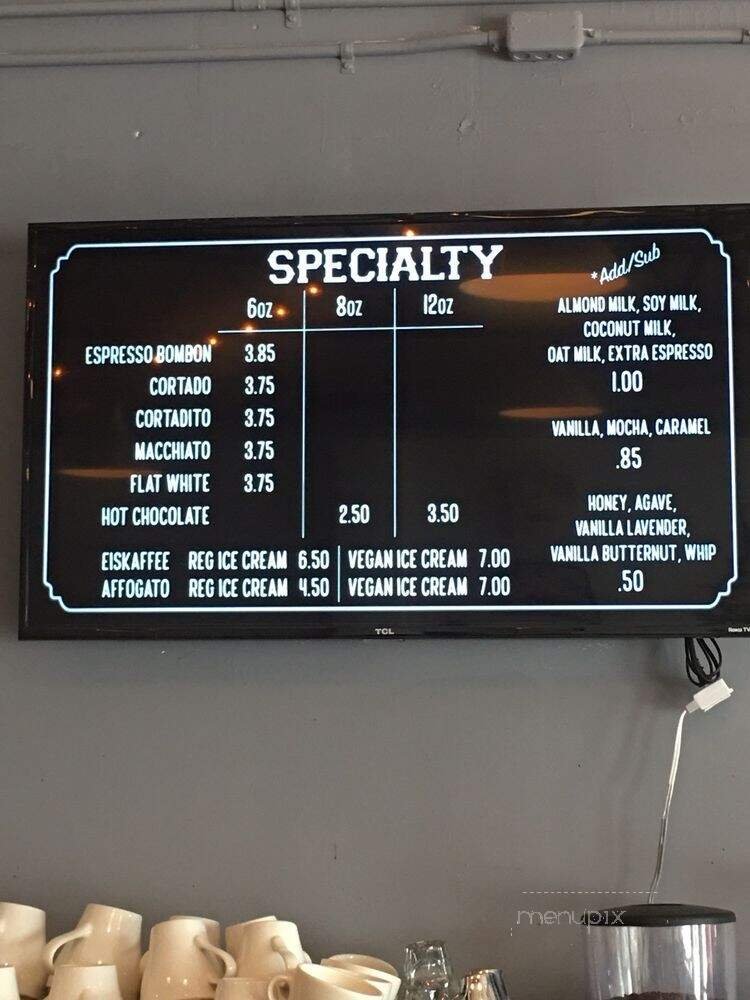 SPECIALTY
6oz 8oz 12oz
ESPRESSO BOMBON 3.85
CORTADO 3.75
CORTADITO 3.75
MACCHIATO 3.75
FLAT WHITE 3.75
HOT CHOCOLATE 2.50 3.50
EISKAFFEE REG ICE CREAM 6.50 VEGAN ICE CREAM 7.00
AFFOGATO REG ICE CREAM 4.50 VEGAN ICE CREAM 7.00
*Add/Sub
ALMOND MILK, SOY MILK,
COCONUT MILK,
OAT MILK, EXTRA ESPRESSO
1.00
VANILLA, MOCHA, CARAMEL
.85
HONEY, AGAVE,
VANILLA LAVENDER,
VANILLA BUTTERNUT, WHIP
.50
TCL
Roku TV
menupix